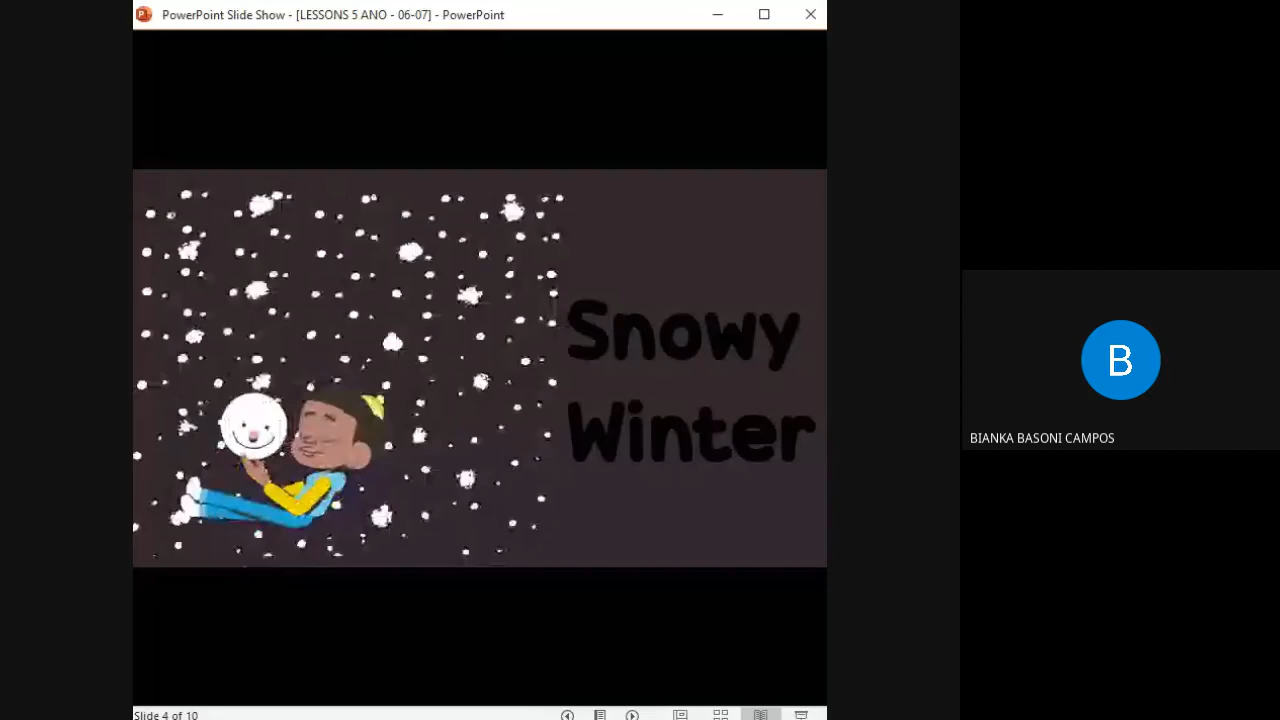 PowerPoint Slide Show - [LESSONS 5 ANO - 06-07] - PowerPoint
Snowy
Winter
B
BIANKA BASONI CAMPOS
Slide 4 of 10